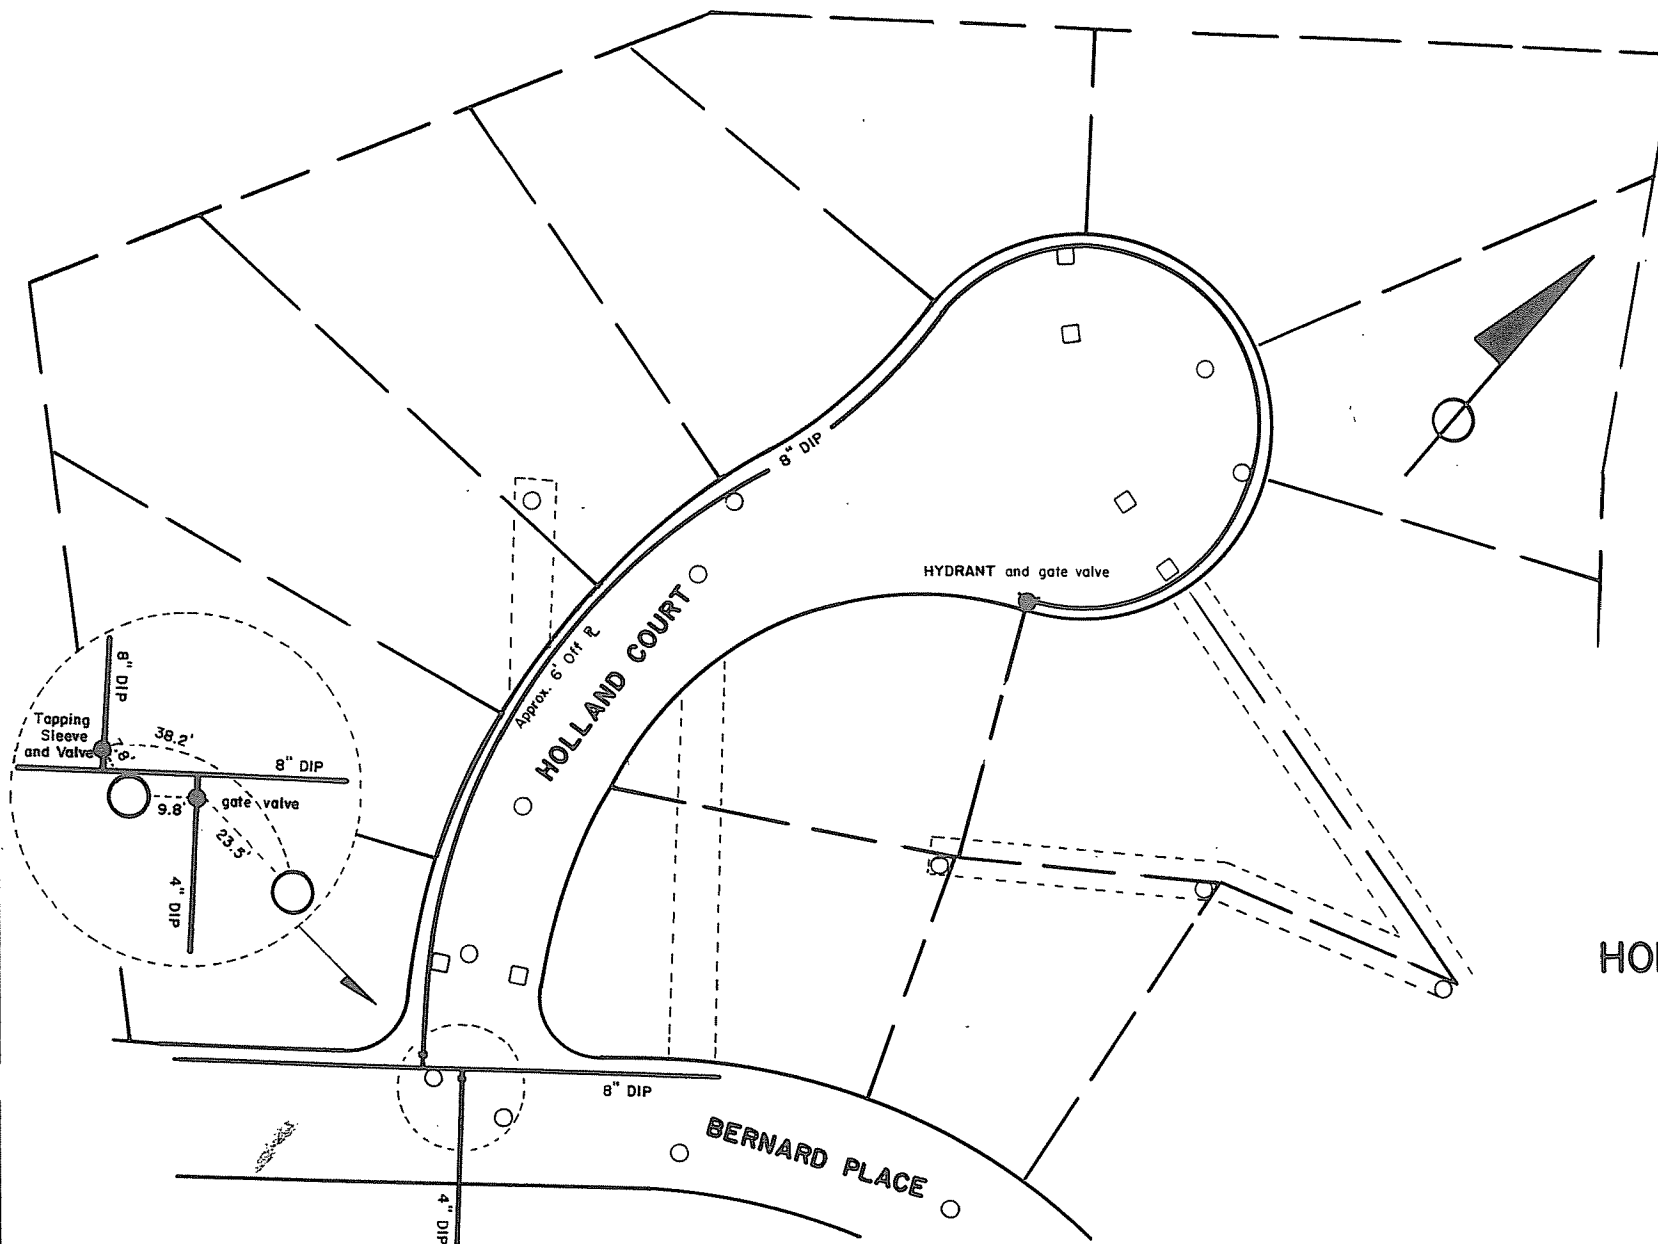 8" DIP
HYDRANT and gate valve
Approx. 6' Off ⅊
HOLLAND COURT
8" DIP
Tapping
Sleeve
and Valve
7.8'
38.2'
8" DIP
9.8'
gate valve
23.5'
4" DIP
HOL
8" DIP
BERNARD PLACE
4" DIP